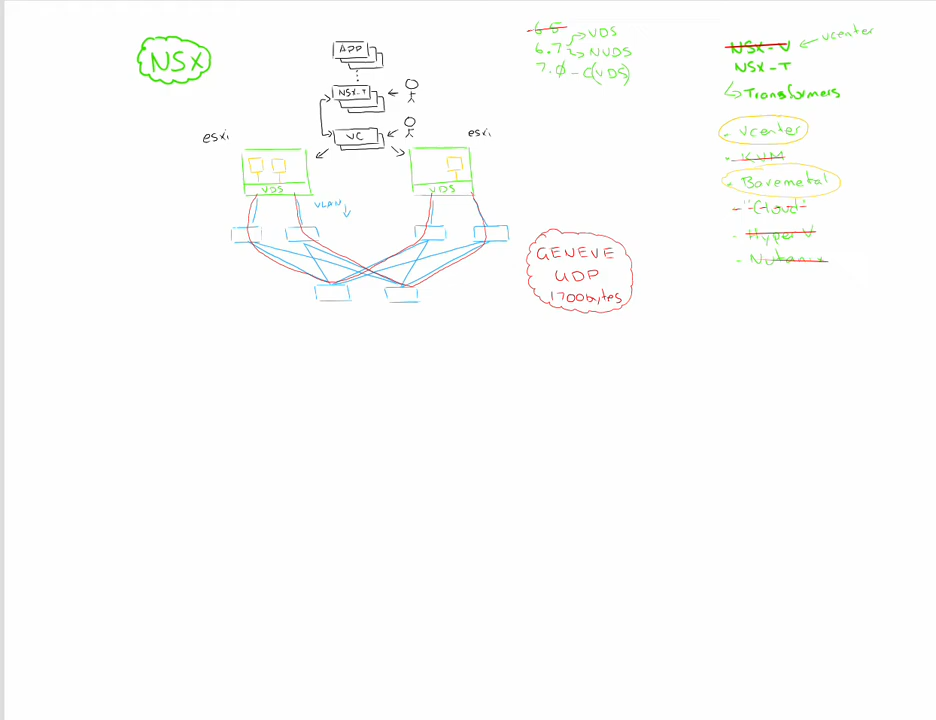 NSX
APP
NSX-T
VC
esxi
esxi
VDS
VDS
VLAN
6.5
VDS
6.7
NVDS
7.0 - C(VDS)
GENEVE
UDP
1700bytes
NSX-V
vcenter
NSX-T
Transformers
- vcenter
- KVM
- Baremetal
- "Cloud"
- Hyper V
- Nutanix